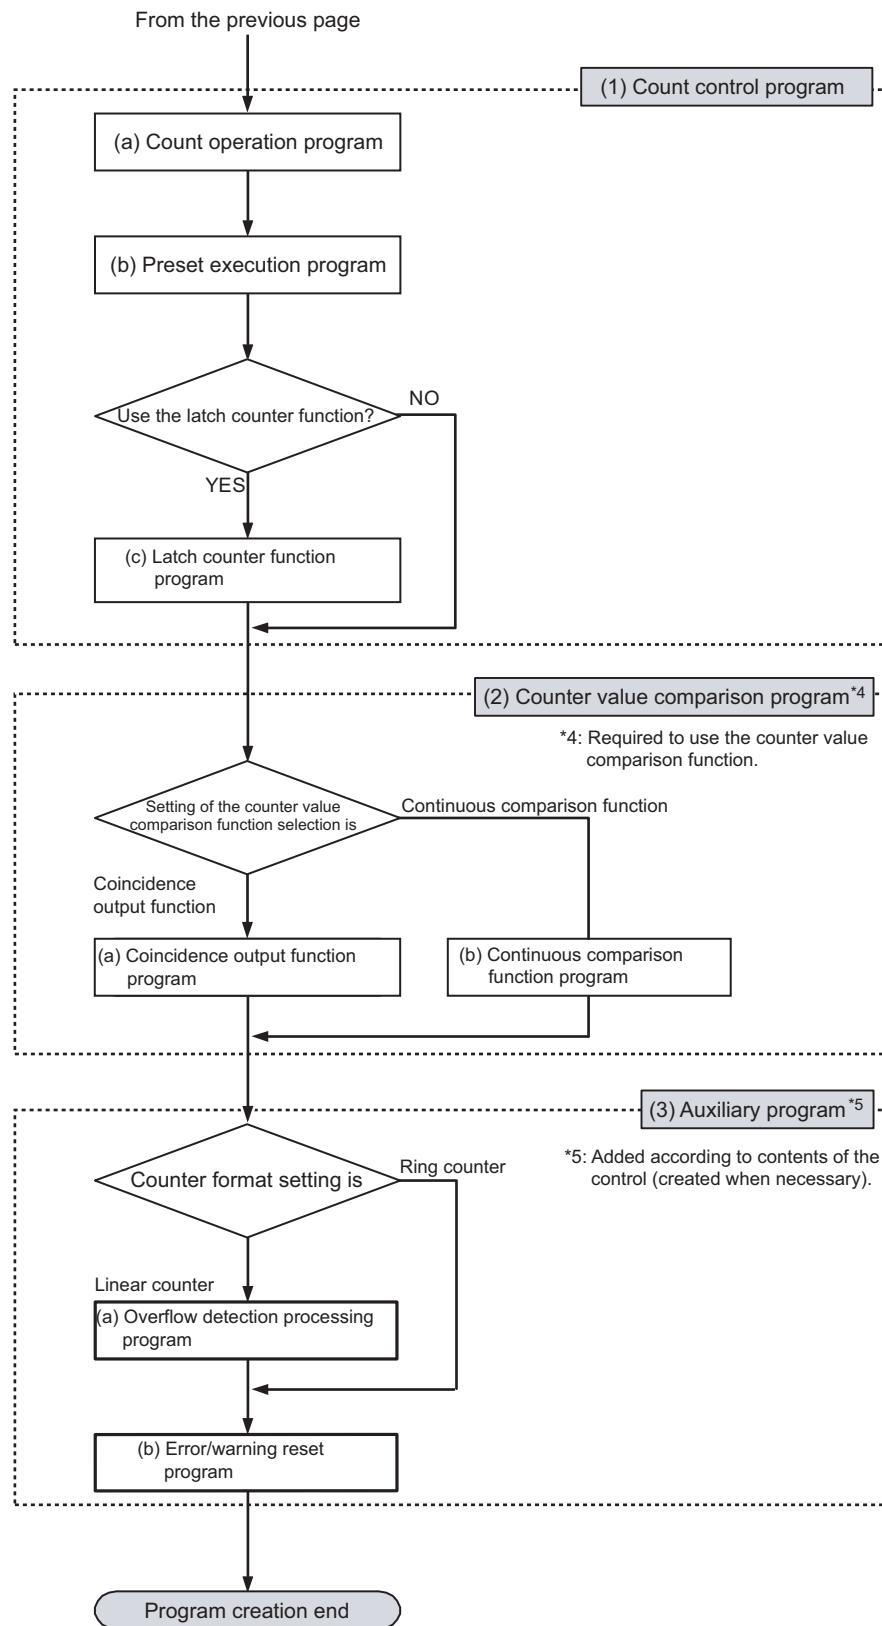 From the previous page
(1) Count control program
(a) Count operation program
(b) Preset execution program
Use the latch counter function?
NO
YES
(c) Latch counter function
program
(2) Counter value comparison program*4
*4: Required to use the counter value
comparison function.
Setting of the counter value
comparison function selection is
Continuous comparison function
Coincidence
output function
(a) Coincidence output function
program
(b) Continuous comparison
function program
(3) Auxiliary program*5
*5: Added according to contents of the
control (created when necessary).
Counter format setting is
Ring counter
Linear counter
(a) Overflow detection processing
program
(b) Error/warning reset
program
Program creation end